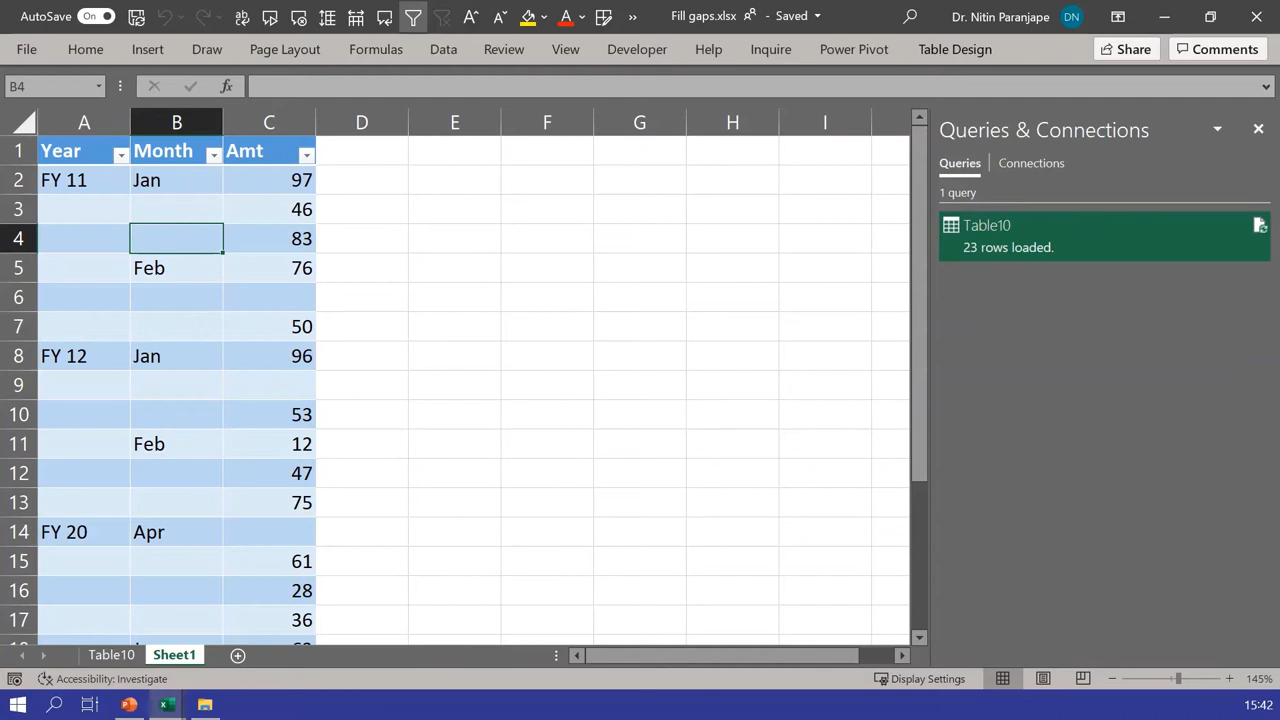 AutoSave On Fill gaps.xlsx Saved Dr. Nitin Paranjape DN
File Home Insert Draw Page Layout Formulas Data Review View Developer Help Inquire Power Pivot Table Design Share Comments
B4 fx
A B C D E F G H I
1 Year Month Amt
2 FY 11 Jan 97
3 46
4 83
5 Feb 76
6
7 50
8 FY 12 Jan 96
9
10 53
11 Feb 12
12 47
13 75
14 FY 20 Apr
15 61
16 28
17 36
Queries & Connections
Queries Connections
1 query
Table10
23 rows loaded.
Table10 Sheet1
Accessibility: Investigate Display Settings 145%
15:42